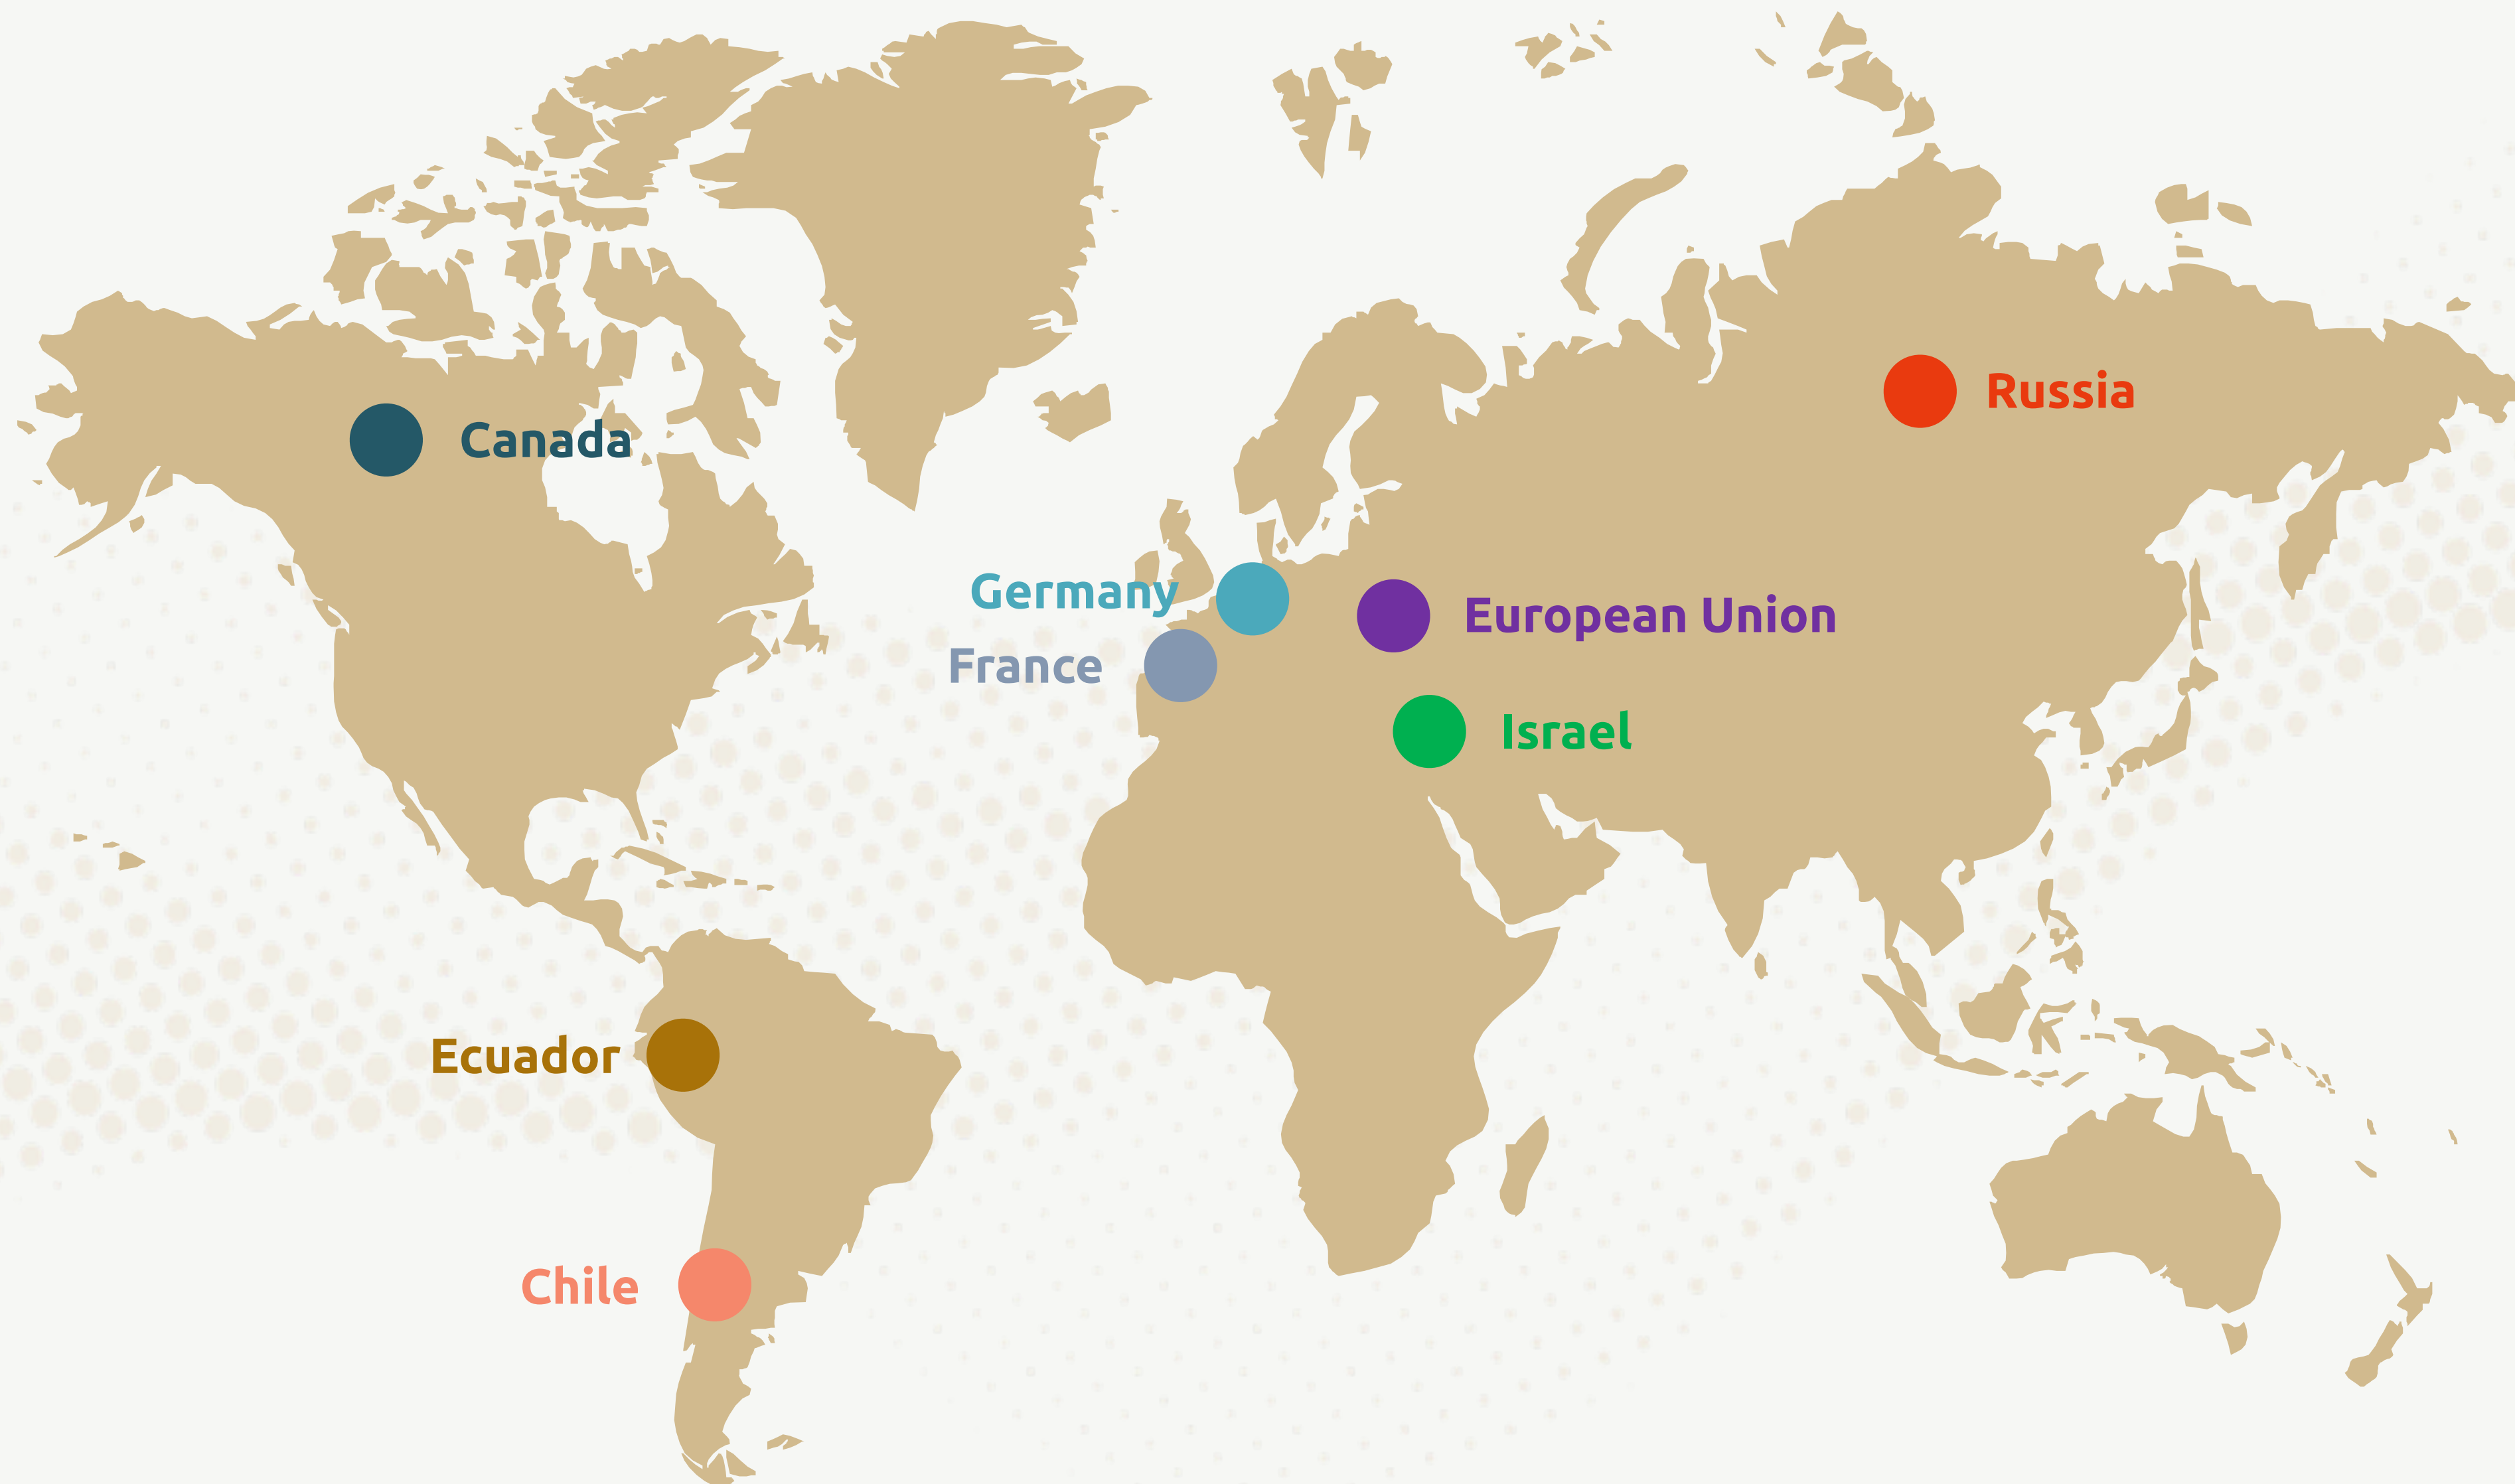 Russia
Canada
Germany
European Union
France
Israel
Ecuador
Chile